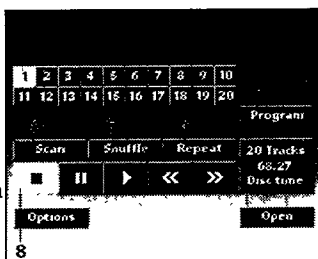 1 2 3 4 5 6 7 8 9 10
11 12 13 14 15 16 17 18 19 20
Program
Scan Snuffle Repeat
20 Tracks
68.27
Disc time
Options Open
8